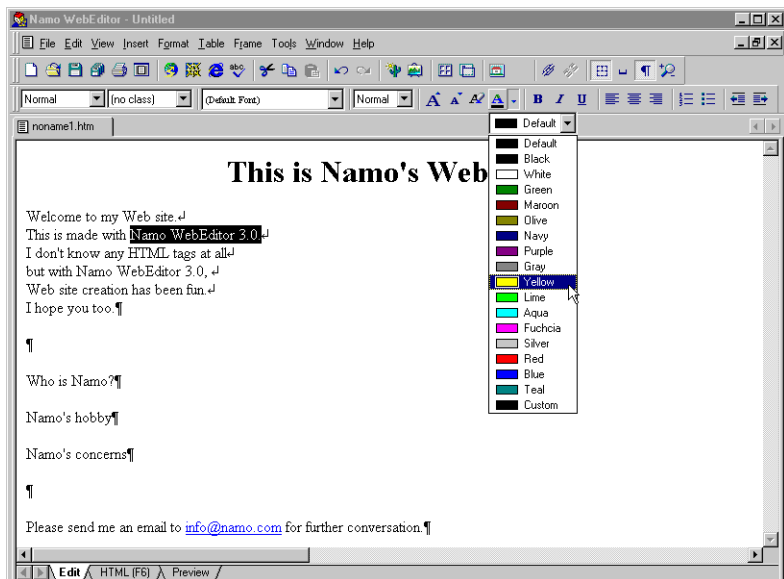 Namo WebEditor - Untitled
File Edit View Insert Format Table Frame Tools Window Help
Normal (no class) (Default Font) Normal A A A A B I U
noname1.htm
Default
Default
Black
White
Green
Maroon
Olive
Navy
Purple
Gray
Yellow
Lime
Aqua
Fuchcia
Silver
Red
Blue
Teal
Custom
This is Namo's Web
Welcome to my Web site.↵
This is made with Namo WebEditor 3.0.↵
I don't know any HTML tags at all↵
but with Namo WebEditor 3.0, ↵
Web site creation has been fun.↵
I hope you too.¶
¶
Who is Namo?¶
Namo's hobby¶
Namo's concerns¶
¶
Please send me an email to info@namo.com for further conversation.¶
Edit HTML (F6) Preview